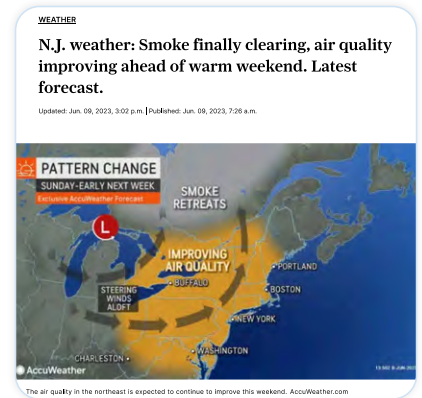 WEATHER
N.J. weather: Smoke finally clearing, air quality
improving ahead of warm weekend. Latest
forecast.
Updated: Jun. 09, 2023, 3:02 p.m. | Published: Jun. 09, 2023, 7:26 a.m.
PATTERN CHANGE
SUNDAY-EARLY NEXT WEEK
Exclusive AccuWeather Forecast
SMOKE
RETREATS
L
IMPROVING
AIR QUALITY
PORTLAND
BUFFALO
STEERING
WINDS
ALOFT
BOSTON
NEW YORK
WASHINGTON
CHARLESTON
AccuWeather
The air quality in the northeast is expected to continue to improve this weekend. AccuWeather.com